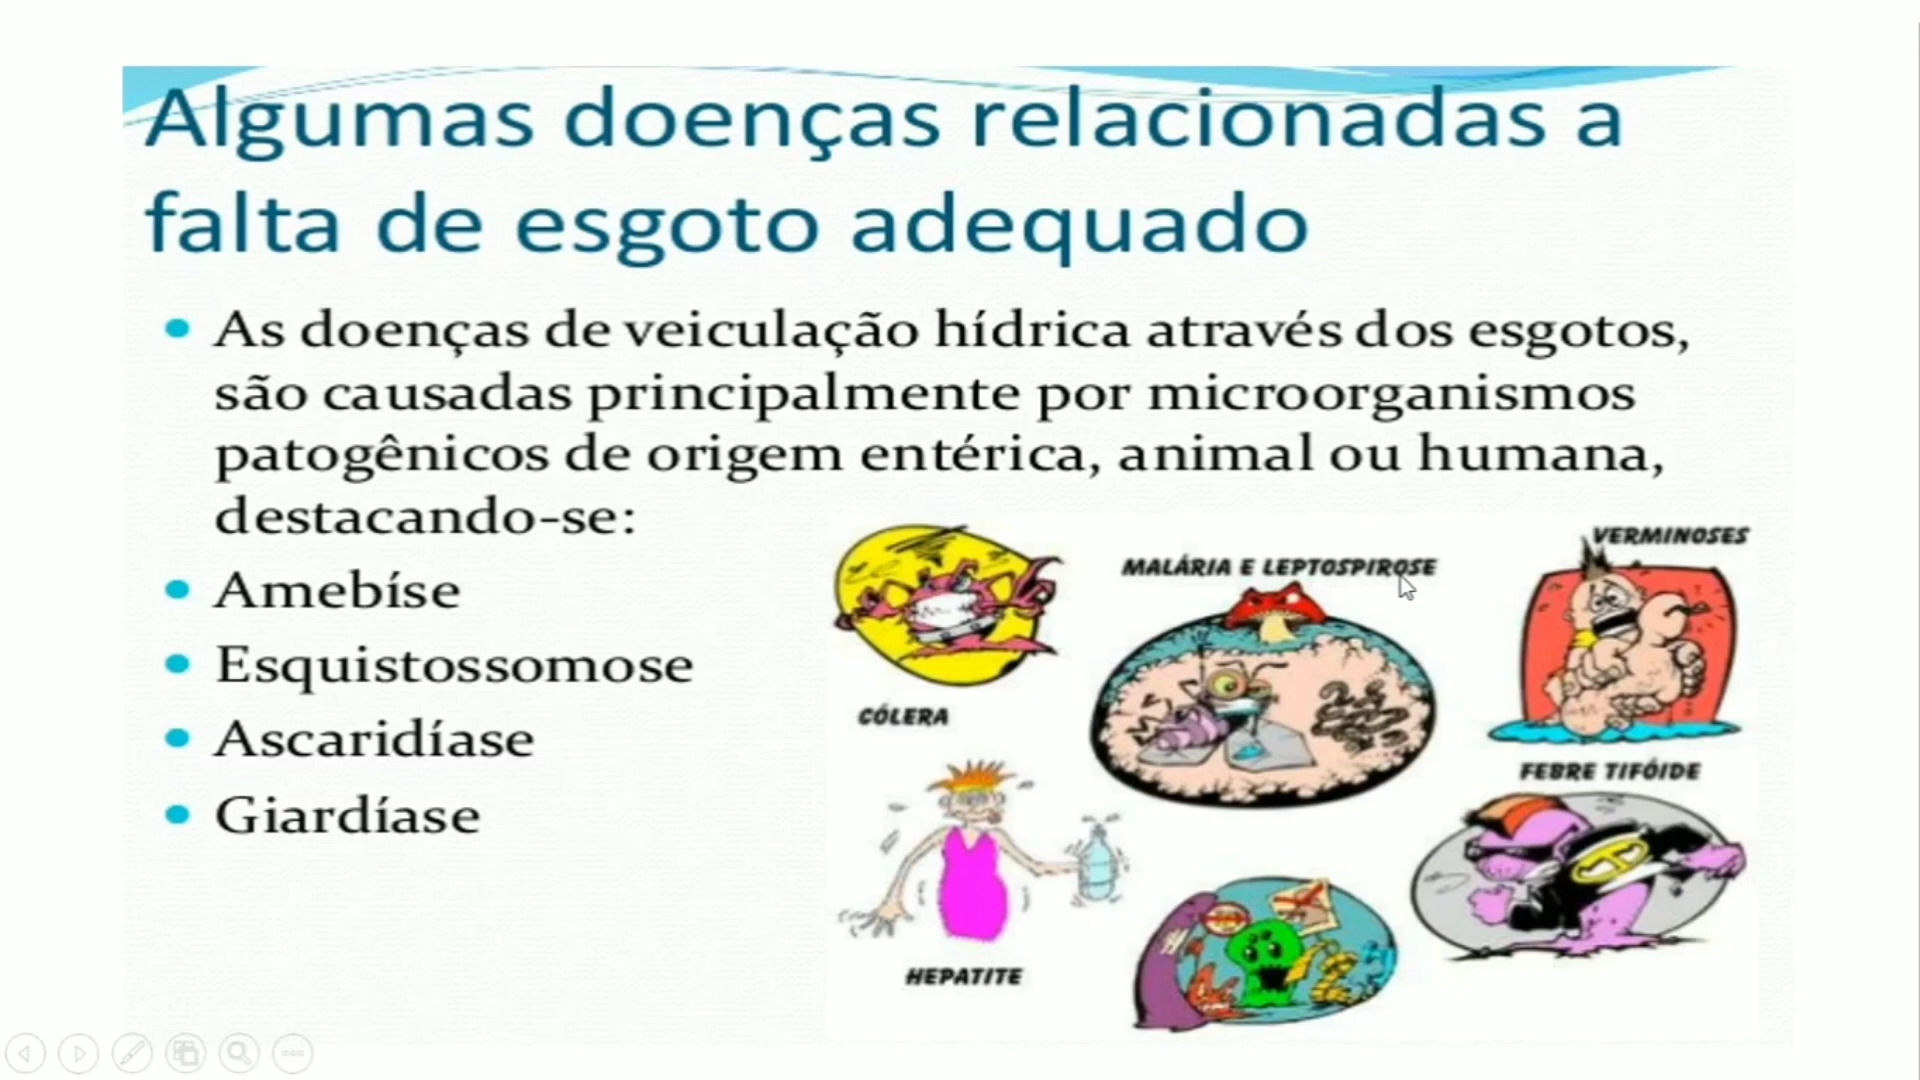 Algumas doenças relacionadas a
falta de esgoto adequado
As doenças de veiculação hídrica através dos esgotos,
são causadas principalmente por microorganismos
patogênicos de origem entérica, animal ou humana,
destacando-se:
Amebíse
Esquistossomose
Ascaridíase
Giardíase
VERMINOSES
MALÁRIA E LEPTOSPIROSE
CÓLERA
FEBRE TIFÓIDE
HEPATITE